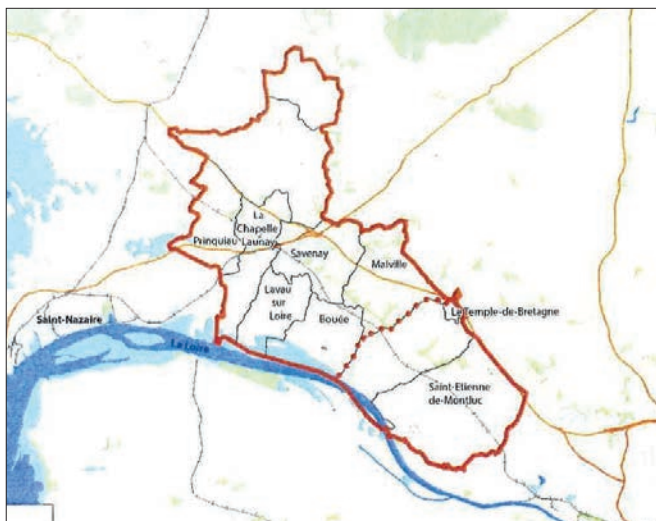 La
Chapelle
Launay
Prinquiau
Savenay
Malville
Lavau
sur
Loire
Bouée
Le Temple-de-Bretagne
Saint-Nazaire
La Loire
Saint-Etienne
de-Montluc